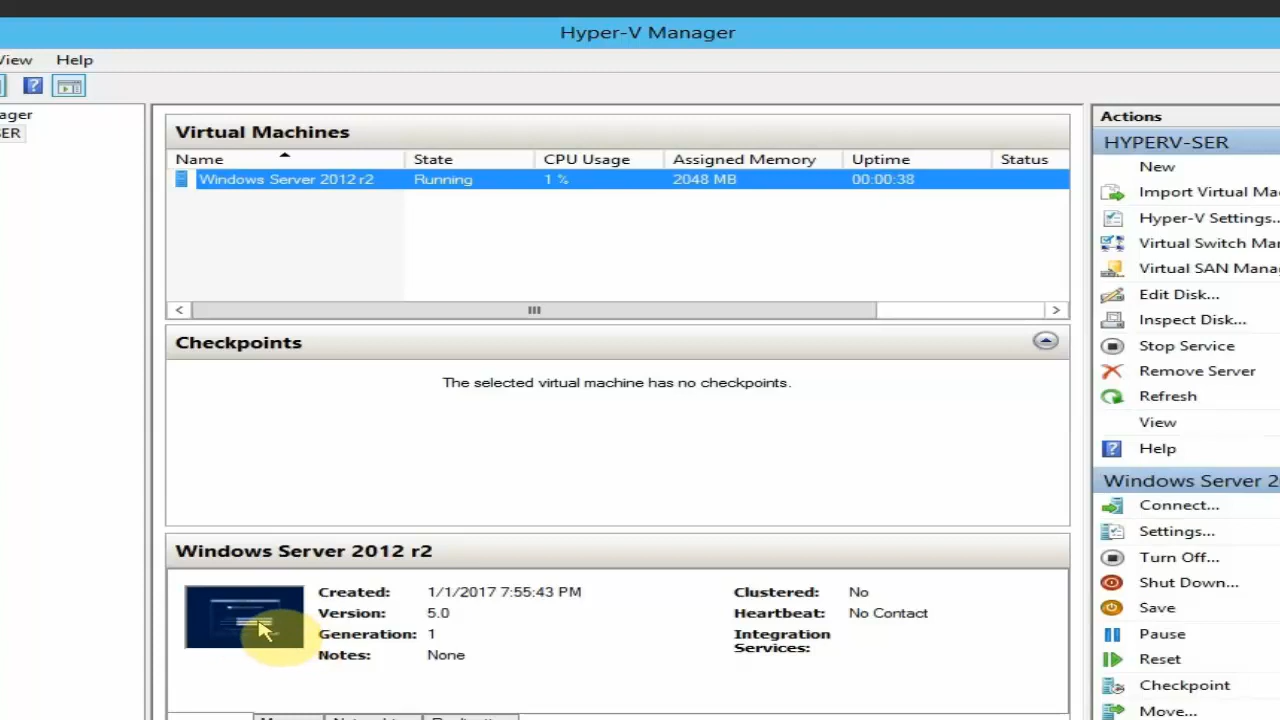 Hyper-V Manager
View Help
ager
ER
Virtual Machines
Name State CPU Usage Assigned Memory Uptime Status
Windows Server 2012 r2 Running 1 % 2048 MB 00:00:38
Checkpoints
The selected virtual machine has no checkpoints.
Windows Server 2012 r2
Created: 1/1/2017 7:55:43 PM Clustered: No
Version: 5.0 Heartbeat: No Contact
Generation: 1 Integration
Services:
Notes: None
Actions
HYPERV-SER
New
Import Virtual Ma
Hyper-V Settings...
Virtual Switch Man
Virtual SAN Mana
Edit Disk...
Inspect Disk...
Stop Service
Remove Server
Refresh
View
Help
Windows Server 2
Connect...
Settings...
Turn Off...
Shut Down...
Save
Pause
Reset
Checkpoint
Move...